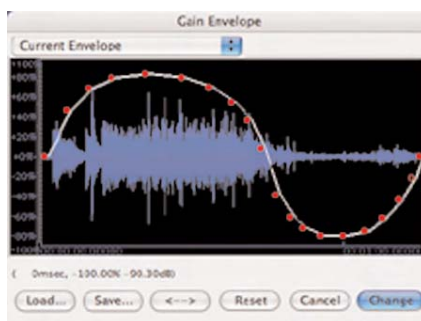 Gain Envelope
Current Envelope
+100%
+80%
+60%
+40%
+20%
+0%
-20%
-40%
-60%
-80%
-100%
( 0msec, -100.00% -90.30dB)
Load... Save... <--> Reset Cancel Change